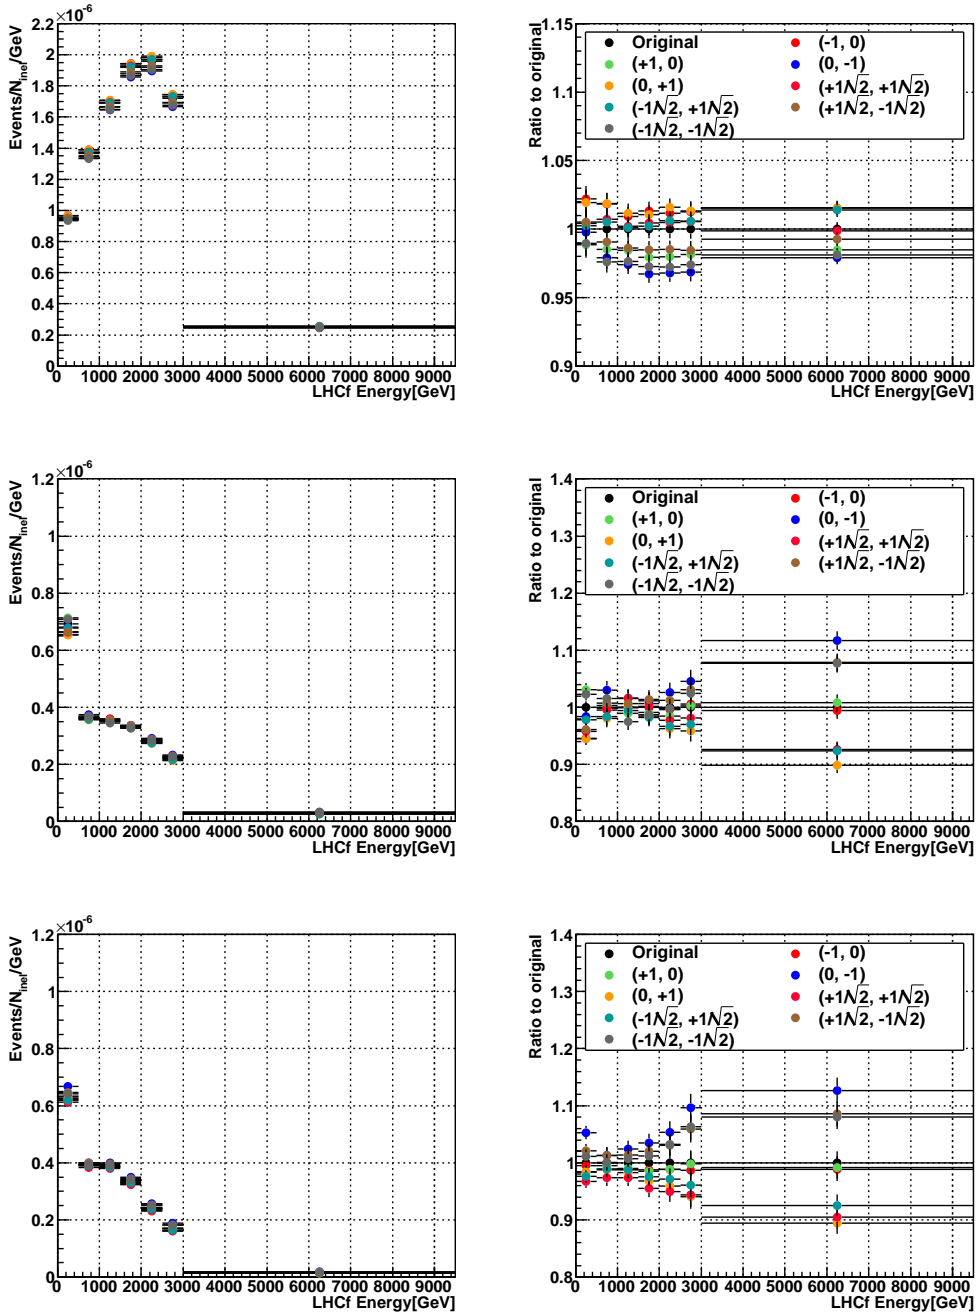 ×10⁻⁶
Events/N_inel/GeV
2.2
2
1.8
1.6
1.4
1.2
1
0.8
0.6
0.4
0.2
0
0 1000 2000 3000 4000 5000 6000 7000 8000 9000
LHCf Energy[GeV]
Ratio to original
1.15
1.1
1.05
1
0.95
0.9
Original (-1, 0)
(+1, 0) (0, -1)
(0, +1) (+1√2, +1√2)
(-1√2, +1√2) (+1√2, -1√2)
(-1√2, -1√2)
0 1000 2000 3000 4000 5000 6000 7000 8000 9000
LHCf Energy[GeV]
×10⁻⁶
Events/N_inel/GeV
1.2
1
0.8
0.6
0.4
0.2
0
0 1000 2000 3000 4000 5000 6000 7000 8000 9000
LHCf Energy[GeV]
Ratio to original
1.4
1.3
1.2
1.1
1
0.9
0.8
Original (-1, 0)
(+1, 0) (0, -1)
(0, +1) (+1√2, +1√2)
(-1√2, +1√2) (+1√2, -1√2)
(-1√2, -1√2)
0 1000 2000 3000 4000 5000 6000 7000 8000 9000
LHCf Energy[GeV]
×10⁻⁶
Events/N_inel/GeV
1.2
1
0.8
0.6
0.4
0.2
0
0 1000 2000 3000 4000 5000 6000 7000 8000 9000
LHCf Energy[GeV]
Ratio to original
1.4
1.3
1.2
1.1
1
0.9
0.8
Original (-1, 0)
(+1, 0) (0, -1)
(0, +1) (+1√2, +1√2)
(-1√2, +1√2) (+1√2, -1√2)
(-1√2, -1√2)
0 1000 2000 3000 4000 5000 6000 7000 8000 9000
LHCf Energy[GeV]